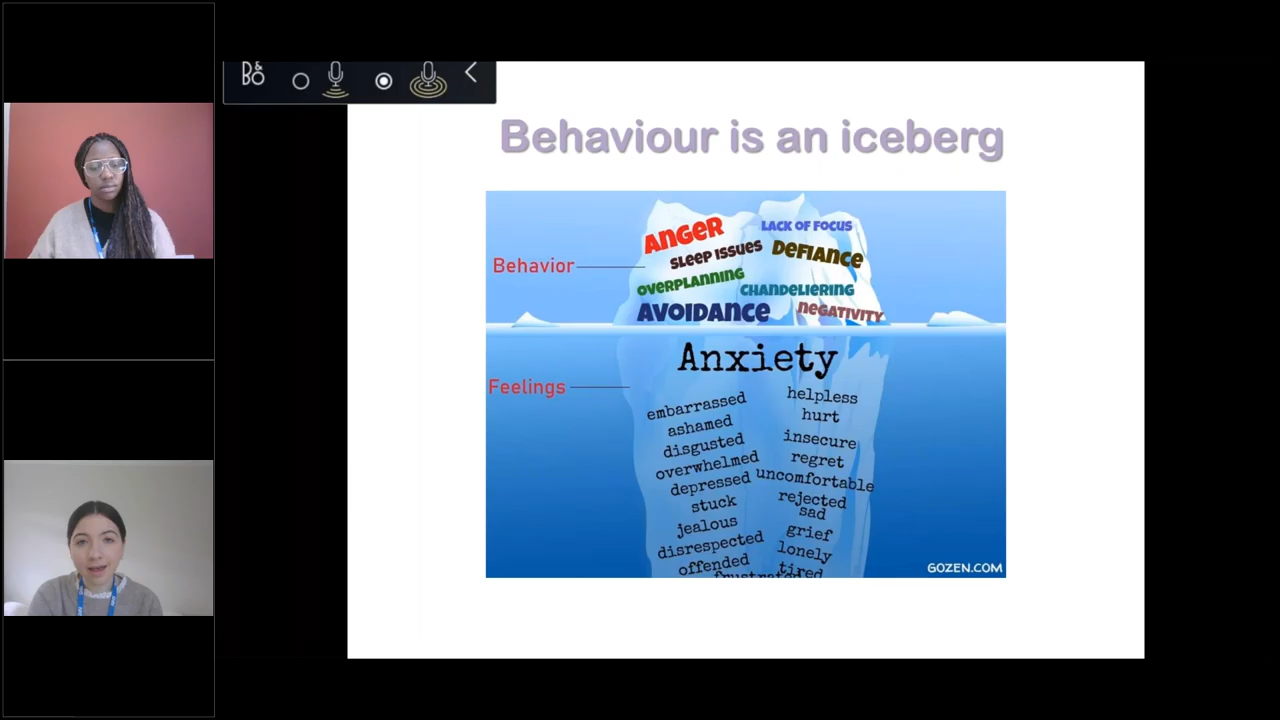 B&
BO
Behaviour is an iceberg
ANGER
LACK OF FOCUS
SLEEP ISSUES
DEFIANCE
Behavior
OVERPLANNING
CHANDELIERING
AVOIDANCE
NEGATIVITY
Anxiety
Feelings
embarrassed
helpless
ashamed
hurt
disgusted
insecure
overwhelmed
regret
depressed
uncomfortable
stuck
rejected
jealous
sad
disrespected
grief
offended
lonely
frustrated
tired
GOZEN.COM